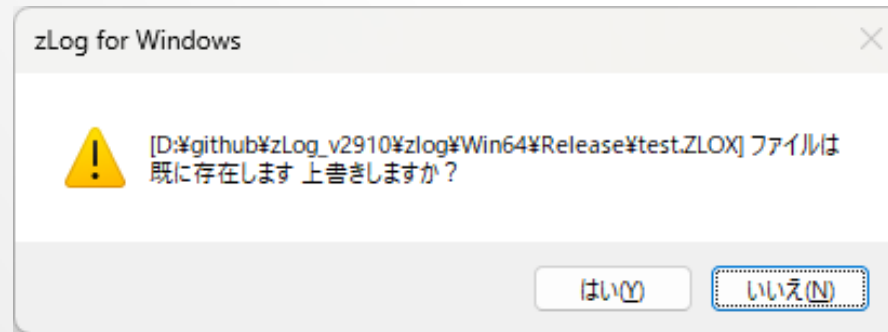 zLog for Windows
[D:¥github¥zLog_v2910¥zlog¥Win64¥Release¥test.ZLOX] ファイルは
既に存在します 上書きしますか？
はい(Y)
いいえ(N)